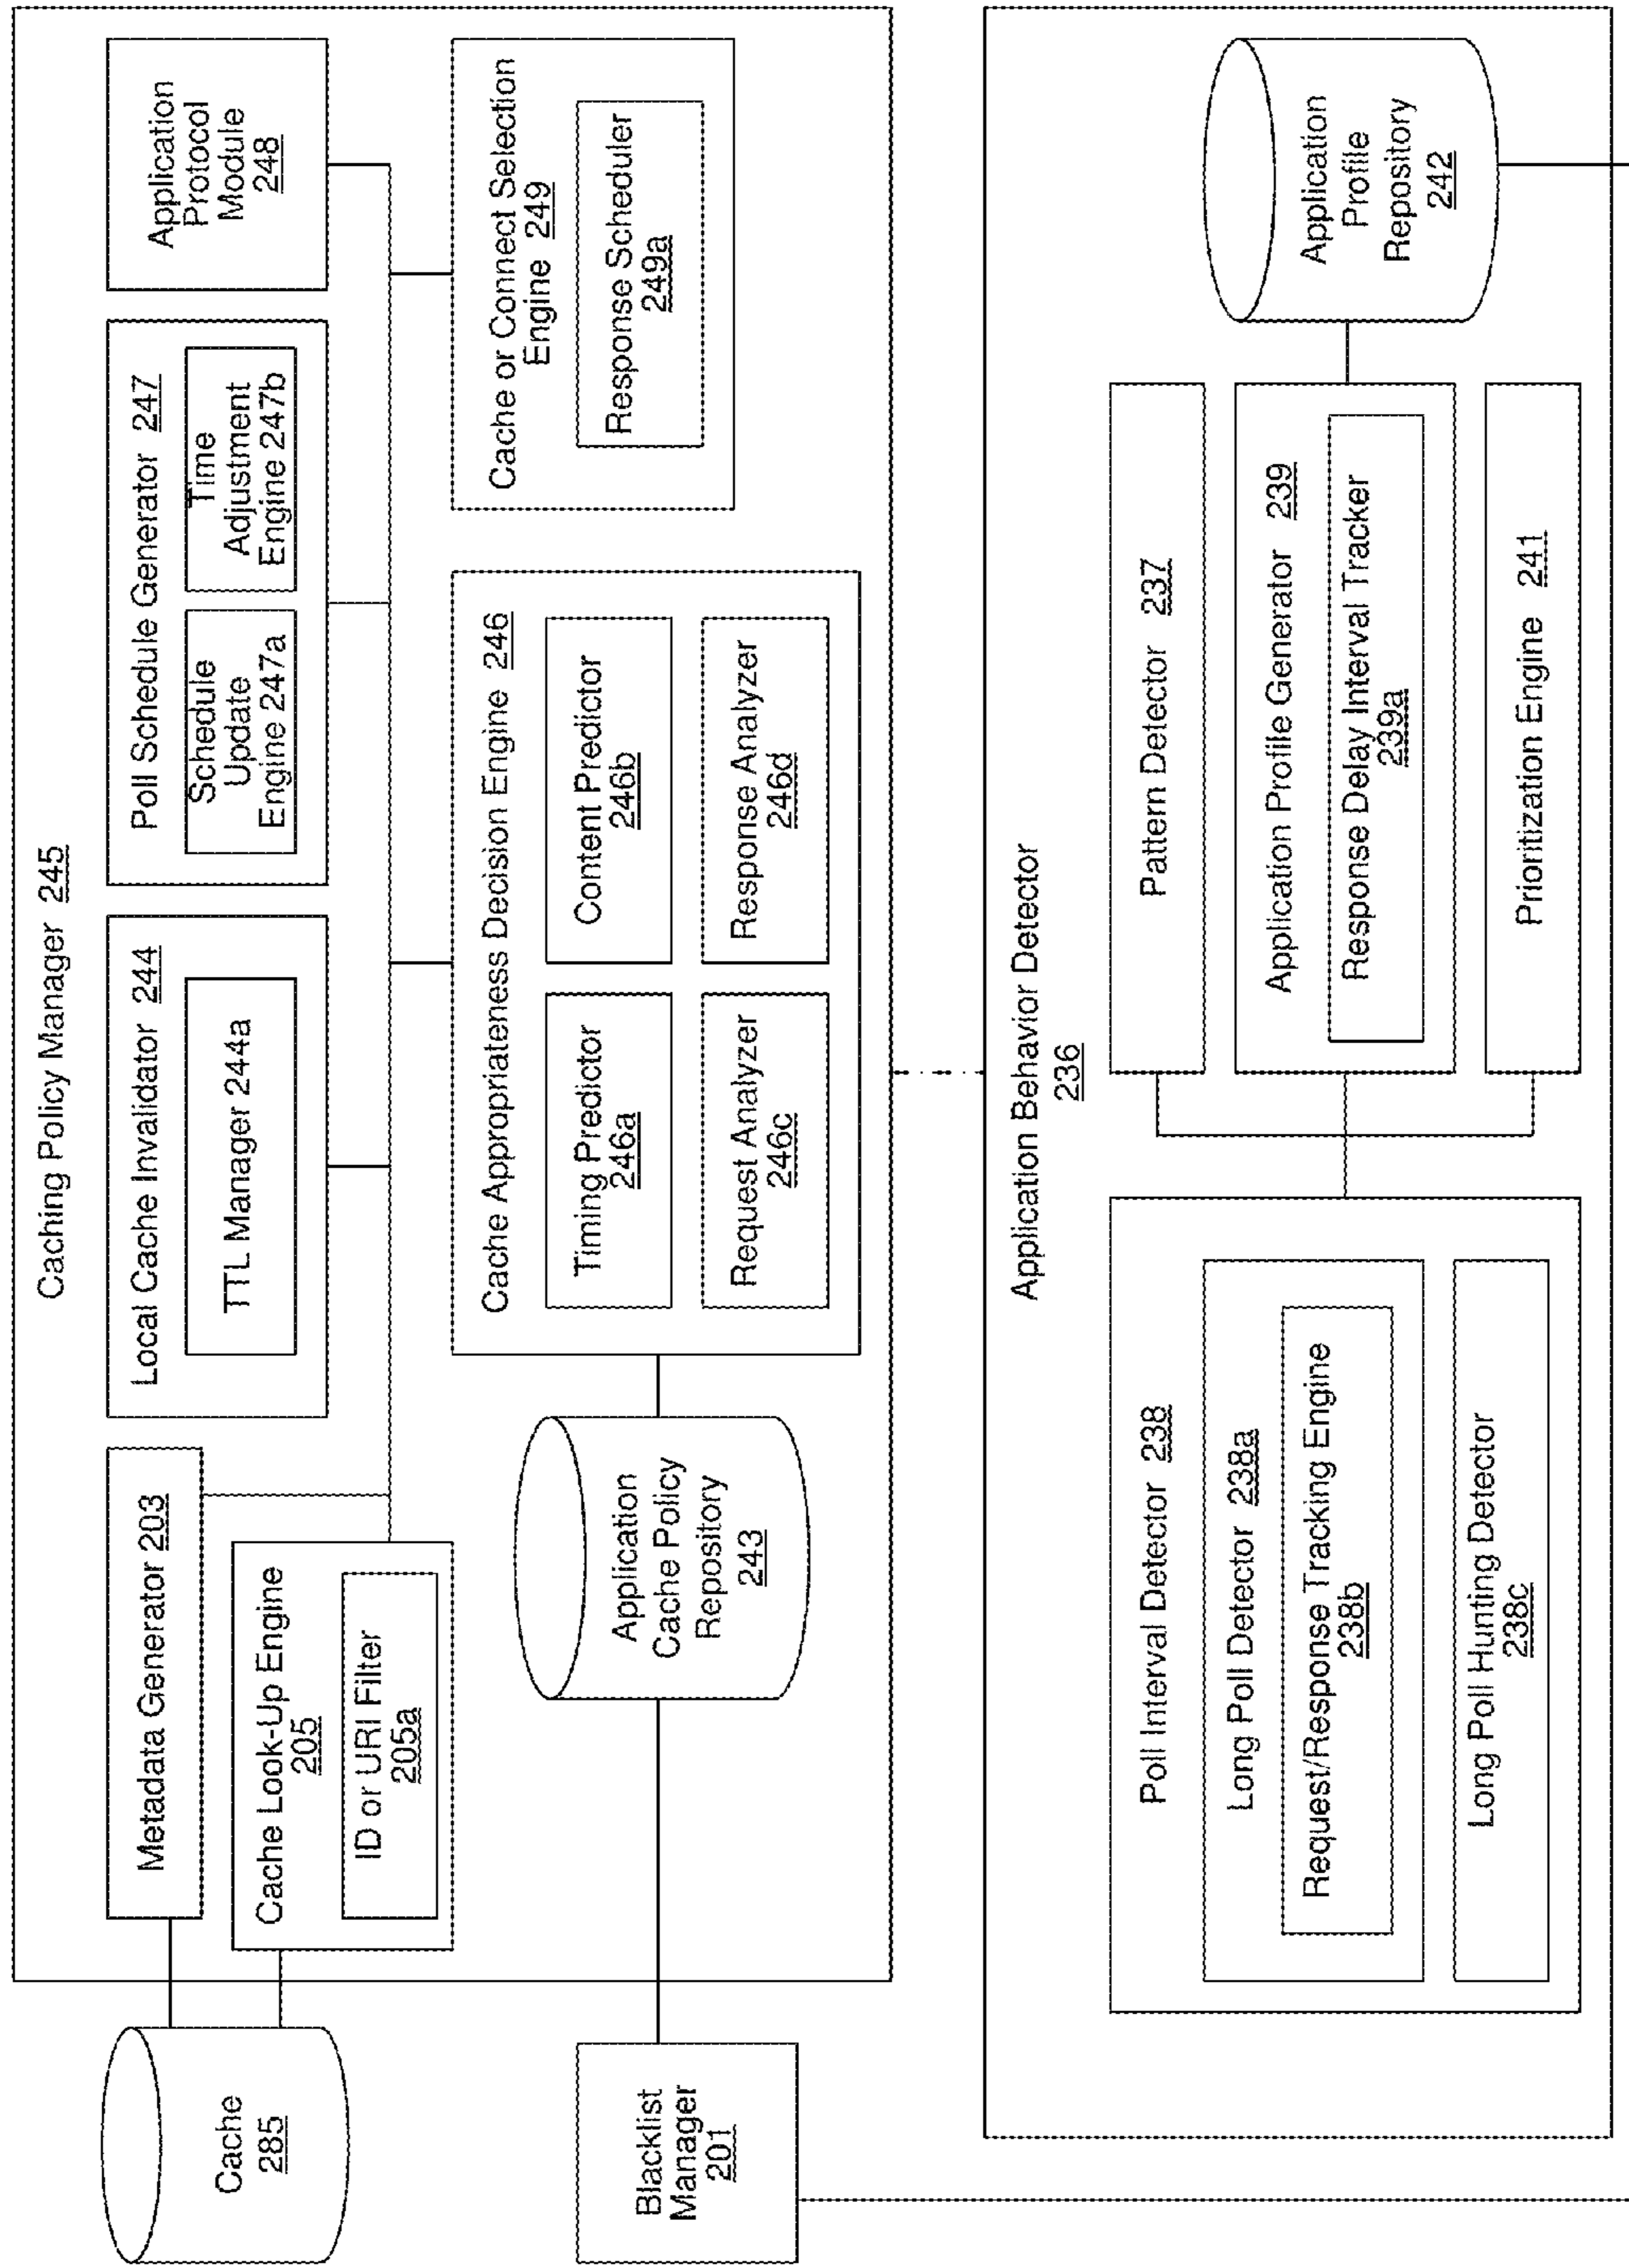 Caching Policy Manager 245
Cache
285
Metadata Generator 203
Cache Look-Up Engine
205
ID or URI Filter
205a
Local Cache Invalidator 244
TTL Manager 244a
Poll Schedule Generator 247
Schedule
Update
Engine 247a
Time
Adjustment
Engine 247b
Application
Protocol
Module
248
Blacklist
Manager
201
Application
Cache Policy
Repository
243
Cache Appropriateness Decision Engine 246
Timing Predictor
246a
Content Predictor
246b
Request Analyzer
246c
Response Analyzer
246d
Cache or Connect Selection
Engine 249
Response Scheduler
249a
Application Behavior Detector
236
Poll Interval Detector 238
Long Poll Detector 238a
Request/Response Tracking Engine
238b
Long Poll Hunting Detector
238c
Pattern Detector 237
Application Profile Generator 239
Response Delay Interval Tracker
239a
Prioritization Engine 241
Application
Profile
Repository
242